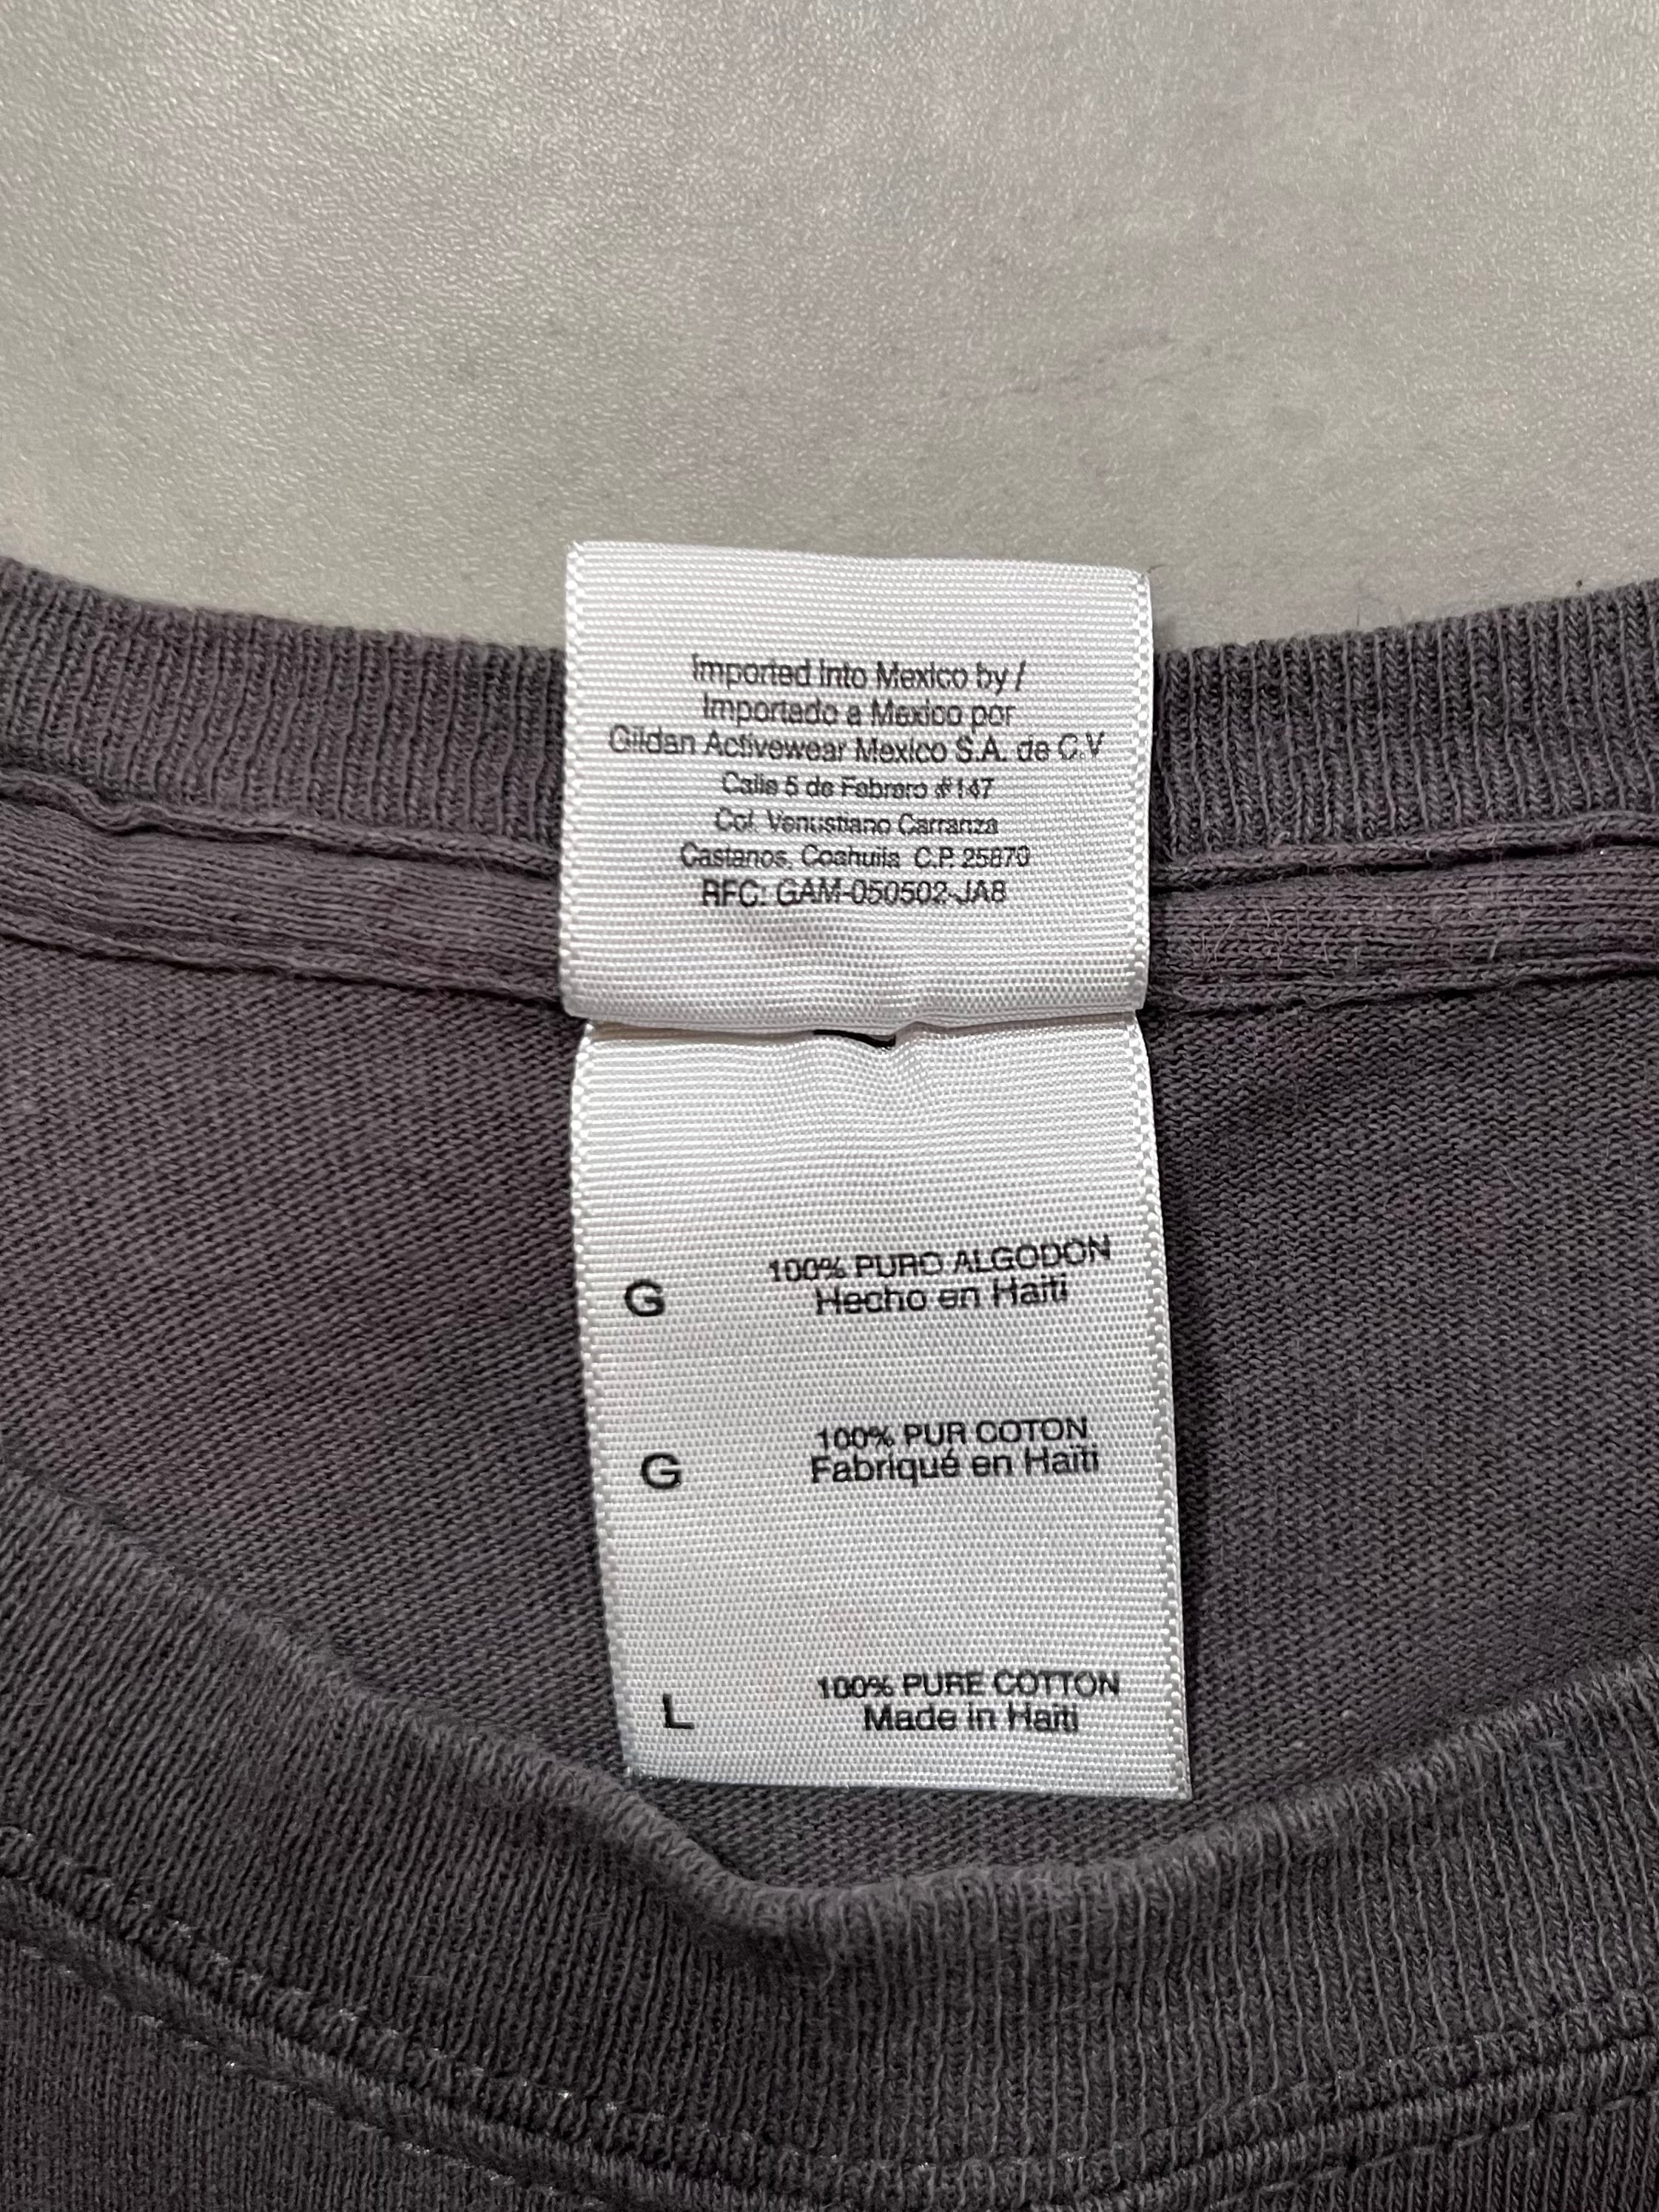 Imported into Mexico by /
Importado a Mexico por
Gildan Activewear Mexico S.A. de C.V
Calle 5 de Febrero #147
Col. Venustiano Carranza
Castanos, Coahuila C.P. 25870
RFC: GAM-050502-JA8
G 100% PURO ALGODON
Hecho en Haiti
G 100% PUR COTON
Fabriqué en Haïti
L 100% PURE COTTON
Made in Haiti